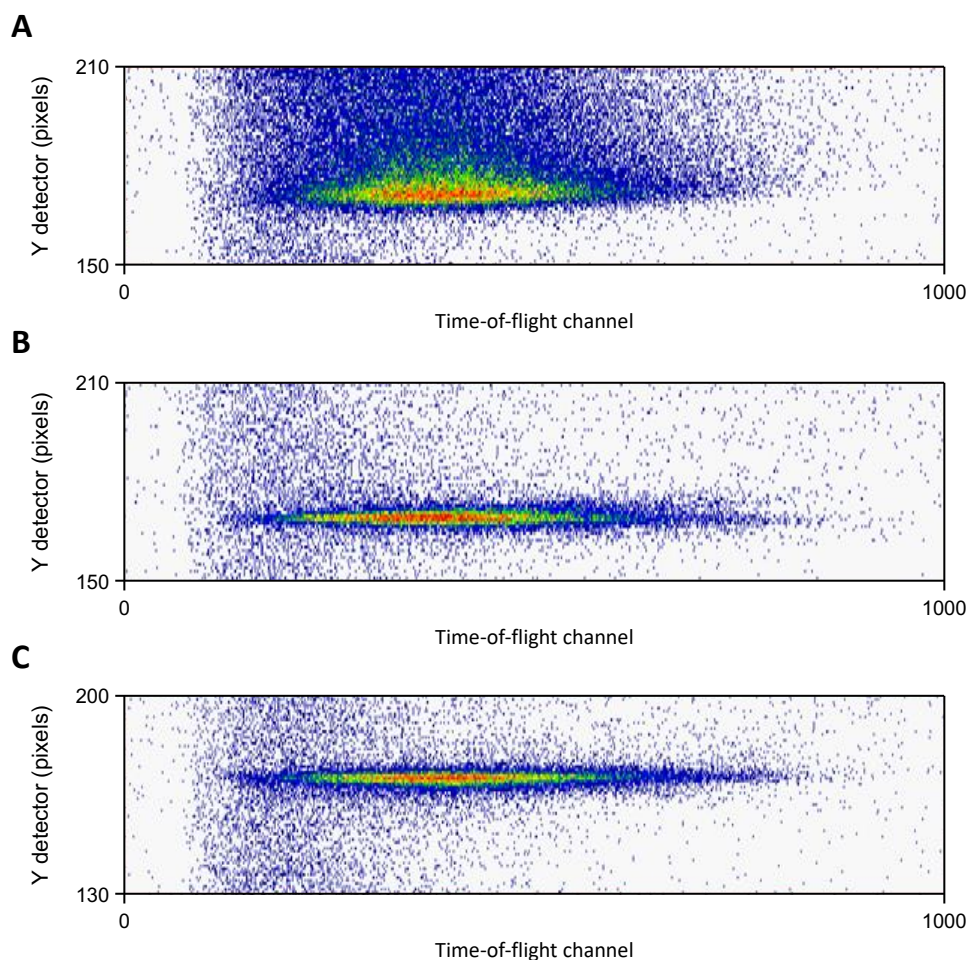 A
210
Y detector (pixels)
150
0
1000
Time-of-flight channel
B
210
Y detector (pixels)
150
0
1000
Time-of-flight channel
C
200
Y detector (pixels)
130
0
1000
Time-of-flight channel